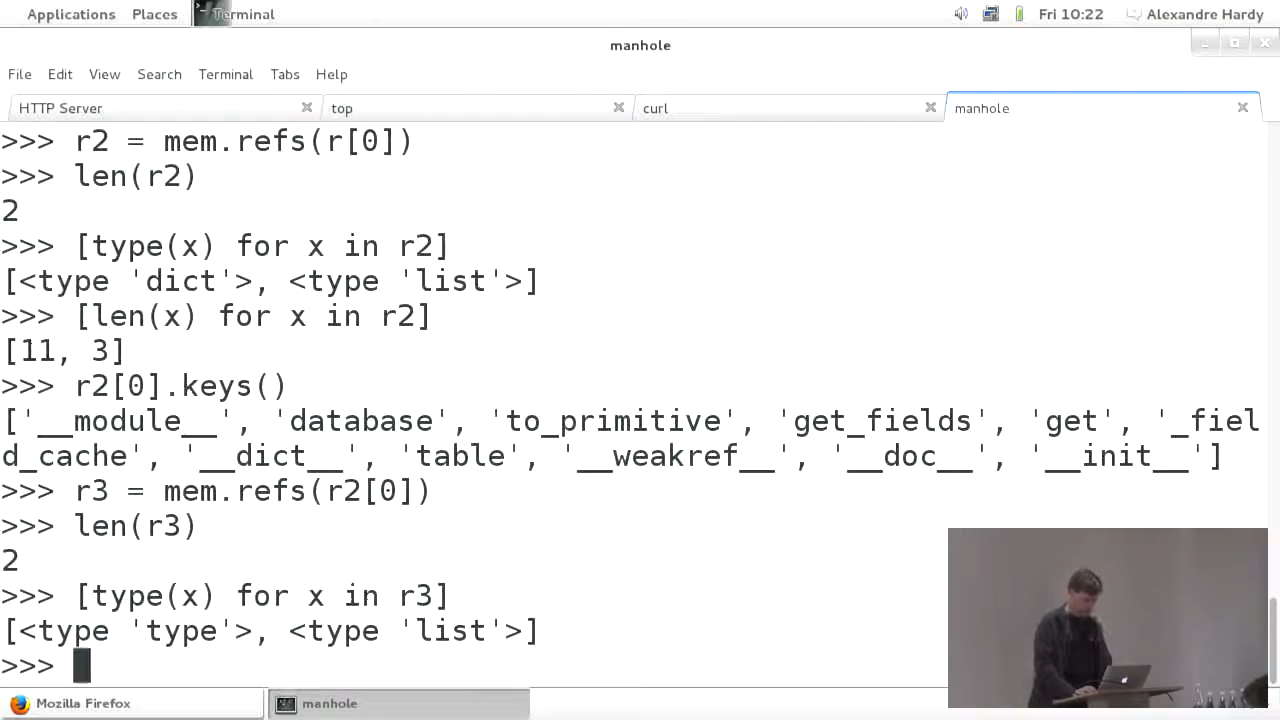 Applications Places Terminal Fri 10:22 Alexandre Hardy
manhole
File Edit View Search Terminal Tabs Help
HTTP Server top curl manhole
>>> r2 = mem.refs(r[0])
>>> len(r2)
2
>>> [type(x) for x in r2]
[<type 'dict'>, <type 'list'>]
>>> [len(x) for x in r2]
[11, 3]
>>> r2[0].keys()
['__module__', 'database', 'to_primitive', 'get_fields', 'get', '_fiel
d_cache', '__dict__', 'table', '__weakref__', '__doc__', '__init__']
>>> r3 = mem.refs(r2[0])
>>> len(r3)
2
>>> [type(x) for x in r3]
[<type 'type'>, <type 'list'>]
>>>
Mozilla Firefox manhole